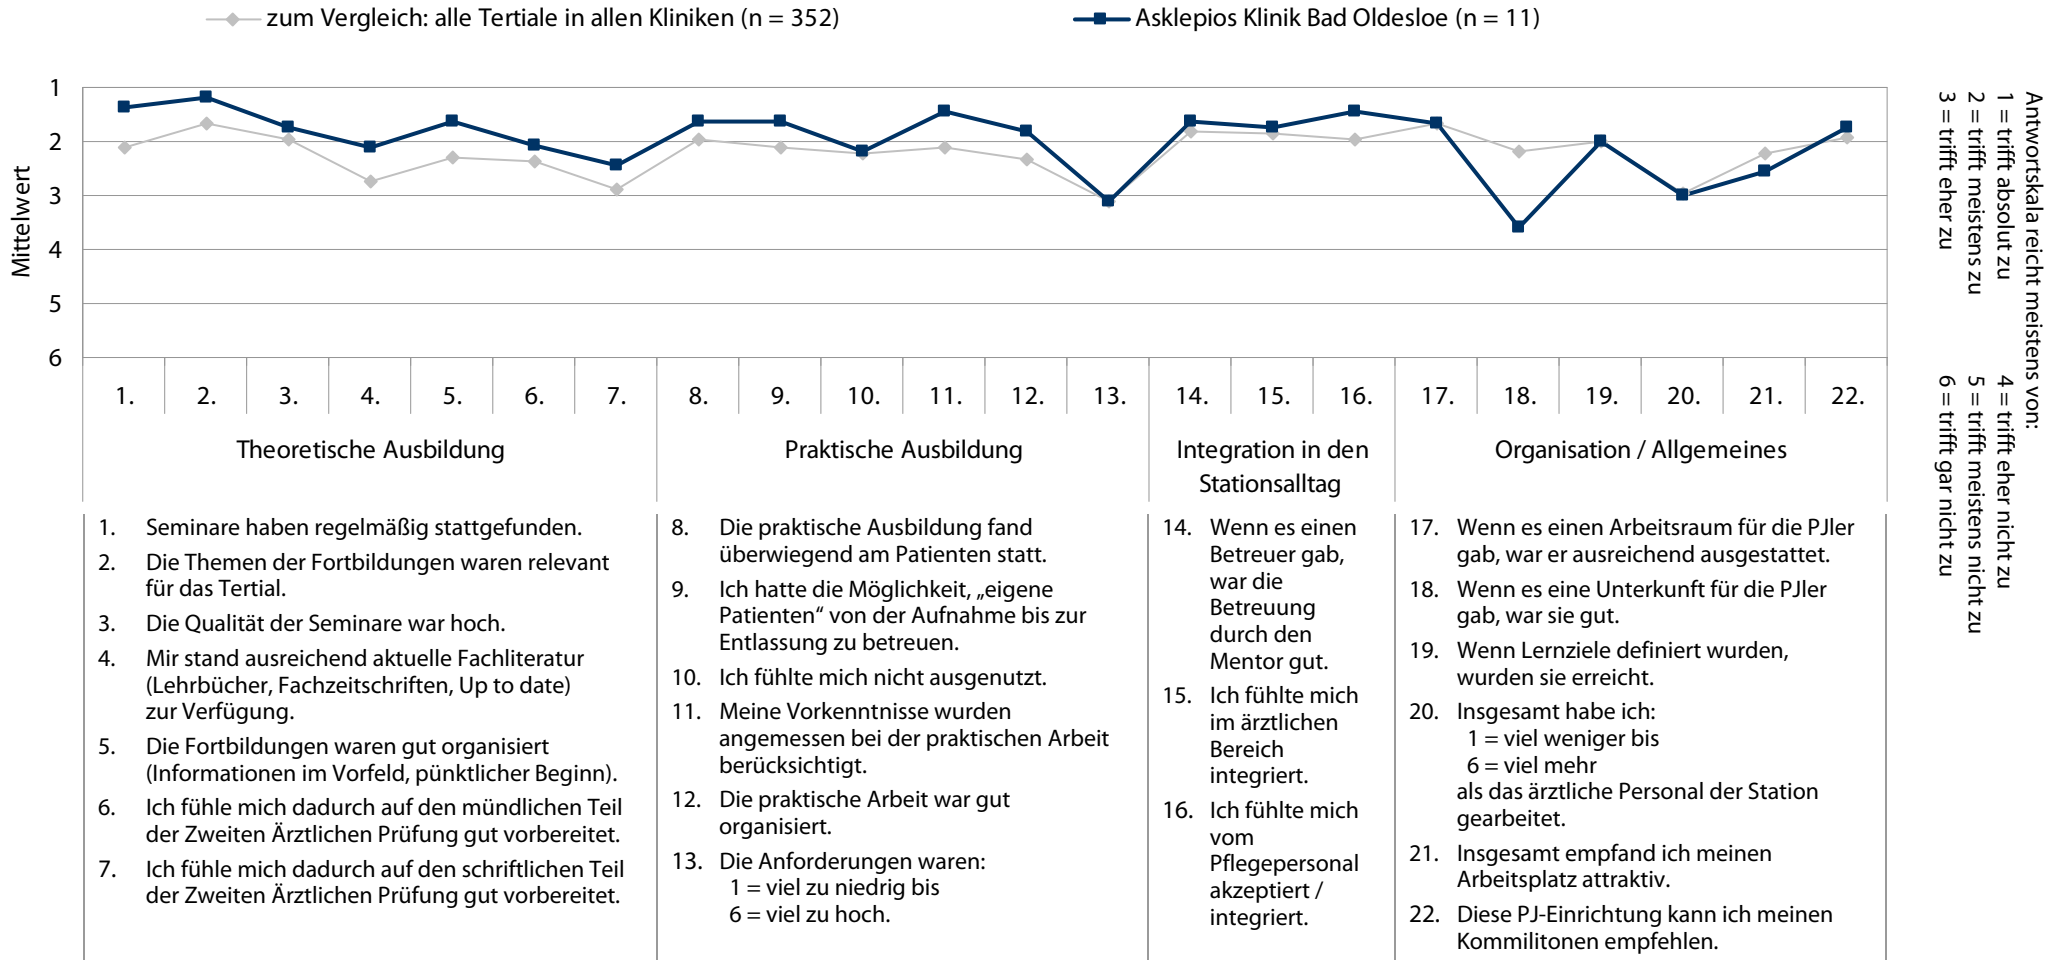 zum Vergleich: alle Tertiale in allen Kliniken (n = 352)
Asklepios Klinik Bad Oldesloe (n = 11)
Mittelwert
1
2
3
4
5
6
1.
2.
3.
4.
5.
6.
7.
8.
9.
10.
11.
12.
13.
14.
15.
16.
17.
18.
19.
20.
21.
22.
Theoretische Ausbildung
Praktische Ausbildung
Integration in den
Stationsalltag
Organisation / Allgemeines
1. Seminare haben regelmäßig stattgefunden.
2. Die Themen der Fortbildungen waren relevant
für das Tertial.
3. Die Qualität der Seminare war hoch.
4. Mir stand ausreichend aktuelle Fachliteratur
(Lehrbücher, Fachzeitschriften, Up to date)
zur Verfügung.
5. Die Fortbildungen waren gut organisiert
(Informationen im Vorfeld, pünktlicher Beginn).
6. Ich fühle mich dadurch auf den mündlichen Teil
der Zweiten Ärztlichen Prüfung gut vorbereitet.
7. Ich fühle mich dadurch auf den schriftlichen Teil
der Zweiten Ärztlichen Prüfung gut vorbereitet.
8. Die praktische Ausbildung fand
überwiegend am Patienten statt.
9. Ich hatte die Möglichkeit, „eigene
Patienten“ von der Aufnahme bis zur
Entlassung zu betreuen.
10. Ich fühlte mich nicht ausgenutzt.
11. Meine Vorkenntnisse wurden
angemessen bei der praktischen Arbeit
berücksichtigt.
12. Die praktische Arbeit war gut
organisiert.
13. Die Anforderungen waren:
1 = viel zu niedrig bis
6 = viel zu hoch.
14. Wenn es einen
Betreuer gab,
war die
Betreuung
durch den
Mentor gut.
15. Ich fühlte mich
im ärztlichen
Bereich
integriert.
16. Ich fühlte mich
vom
Pflegepersonal
akzeptiert /
integriert.
17. Wenn es einen Arbeitsraum für die PJler
gab, war er ausreichend ausgestattet.
18. Wenn es eine Unterkunft für die PJler
gab, war sie gut.
19. Wenn Lernziele definiert wurden,
wurden sie erreicht.
20. Insgesamt habe ich:
1 = viel weniger bis
6 = viel mehr
als das ärztliche Personal der Station
gearbeitet.
21. Insgesamt empfand ich meinen
Arbeitsplatz attraktiv.
22. Diese PJ-Einrichtung kann ich meinen
Kommilitonen empfehlen.
Antwortskala reicht meistens von:
1 = trifft absolut zu
2 = trifft meistens zu
3 = trifft eher zu
4 = trifft eher nicht zu
5 = trifft meistens nicht zu
6 = trifft gar nicht zu